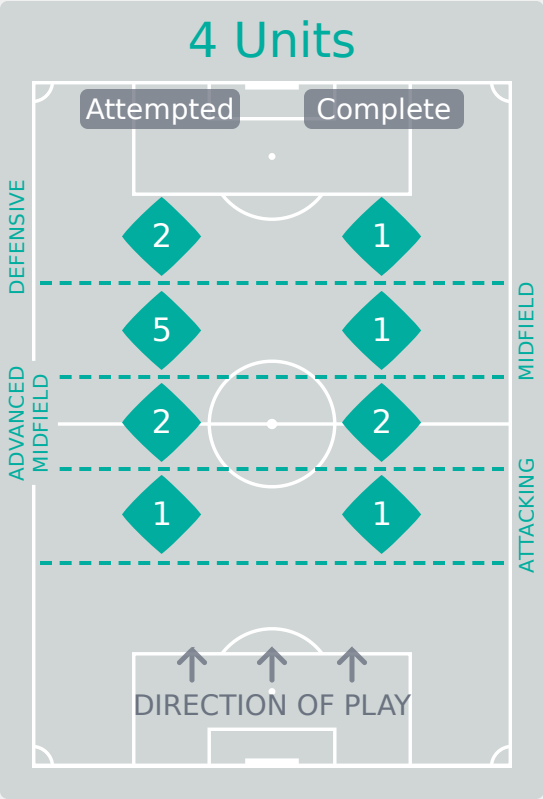 4 Units
Attempted Complete
DEFENSIVE
2 1
MIDFIELD
5 1
ADVANCED
MIDFIELD
2 2
ATTACKING
1 1
DIRECTION OF PLAY